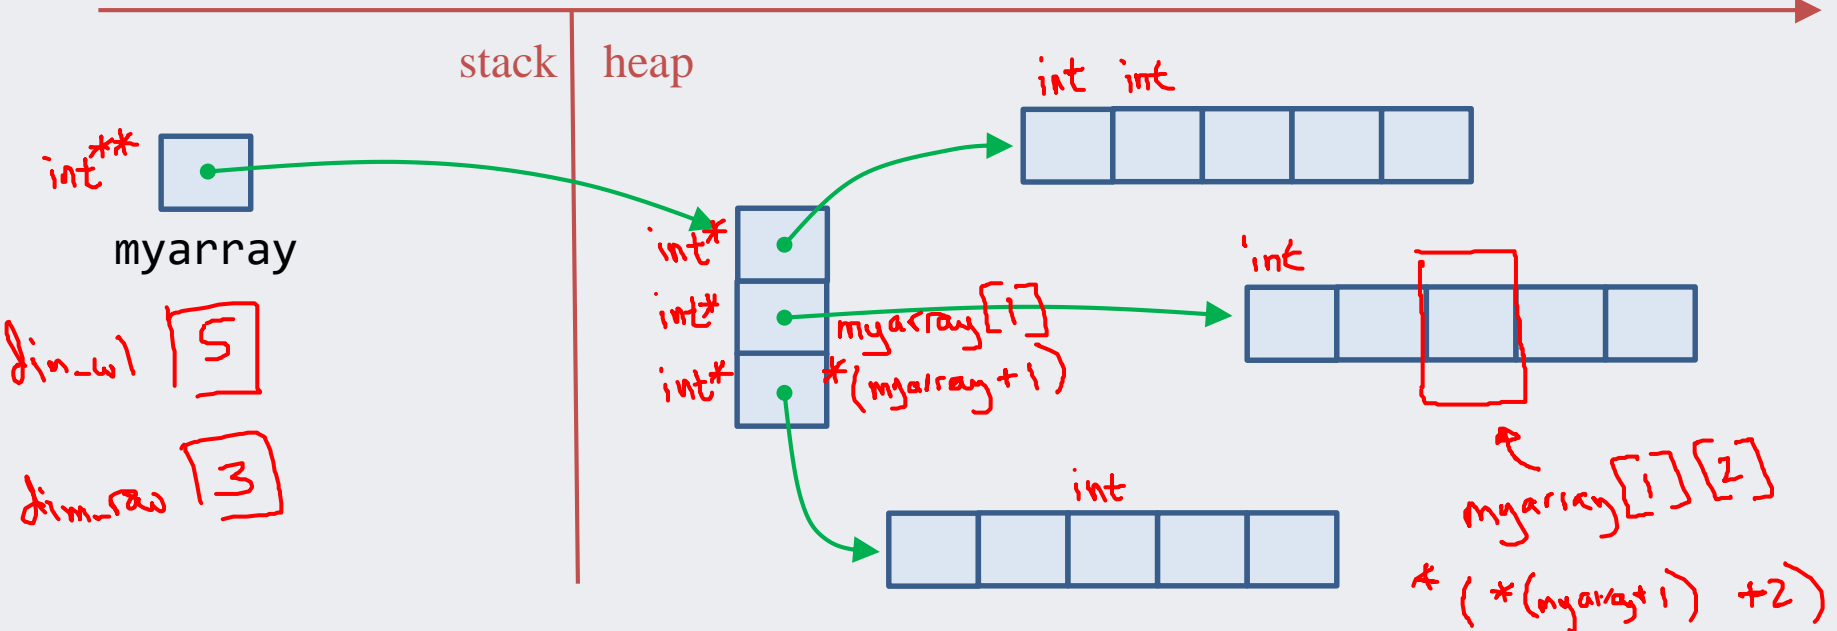 stack heap
int int
int**
myarray
int*
int
int*
myarray[1]
int*
*(myarray+1)
dim_col 5
dim_row 3
int
myarray[1][2]
*(*(myarray+1)+2)